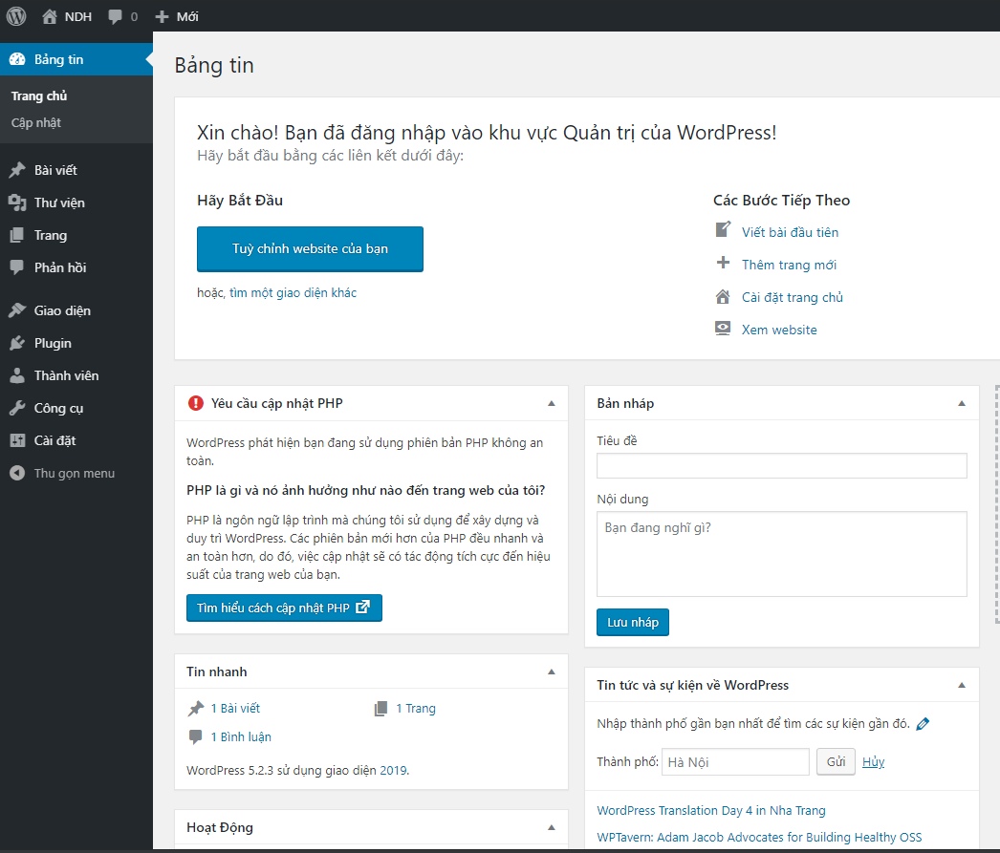 NDH 0 Mới
Bảng tin
Trang chủ
Cập nhật
Bài viết
Thư viện
Trang
Phản hồi
Giao diện
Plugin
Thành viên
Công cụ
Cài đặt
Thu gọn menu
Bảng tin
Xin chào! Bạn đã đăng nhập vào khu vực Quản trị của WordPress!
Hãy bắt đầu bằng các liên kết dưới đây:
Hãy Bắt Đầu
Tuỳ chỉnh website của bạn
hoặc, tìm một giao diện khác
Các Bước Tiếp Theo
Viết bài đầu tiên
Thêm trang mới
Cài đặt trang chủ
Xem website
Yêu cầu cập nhật PHP
WordPress phát hiện bạn đang sử dụng phiên bản PHP không an
toàn.
PHP là gì và nó ảnh hưởng như nào đến trang web của tôi?
PHP là ngôn ngữ lập trình mà chúng tôi sử dụng để xây dựng và
duy trì WordPress. Các phiên bản mới hơn của PHP đều nhanh và
an toàn hơn, do đó, việc cập nhật sẽ có tác động tích cực đến hiệu
suất của trang web của bạn.
Tìm hiểu cách cập nhật PHP
Tin nhanh
1 Bài viết
1 Trang
1 Bình luận
WordPress 5.2.3 sử dụng giao diện 2019.
Hoạt Động
Bản nháp
Tiêu đề
Nội dung
Bạn đang nghĩ gì?
Lưu nháp
Tin tức và sự kiện về WordPress
Nhập thành phố gần bạn nhất để tìm các sự kiện gần đó.
Thành phố: Hà Nội Gửi Hủy
WordPress Translation Day 4 in Nha Trang
WPTavern: Adam Jacob Advocates for Building Healthy OSS